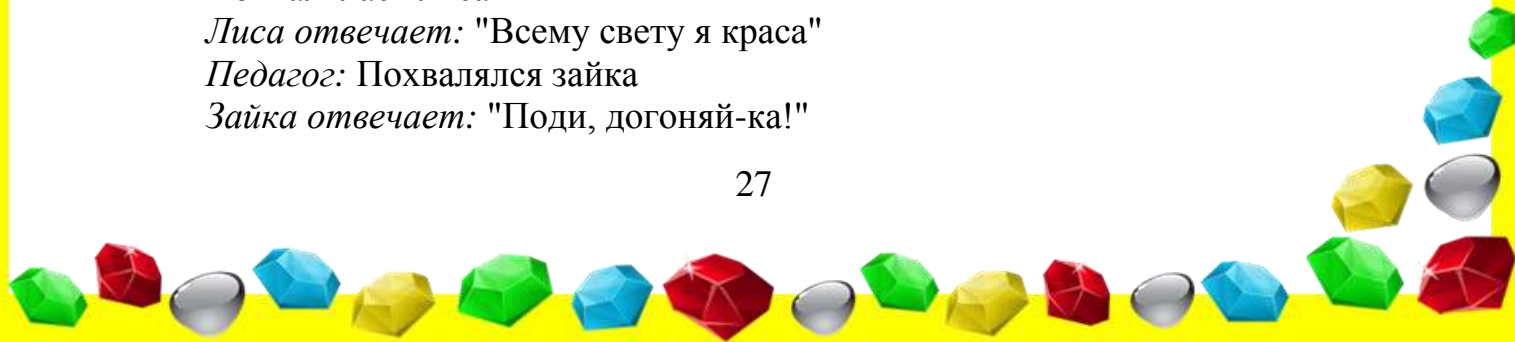 Лиса отвечает: "Всему свету я краса"
Педагог: Похвалялся зайка
Зайка отвечает: "Поди, догоняй-ка!"
27